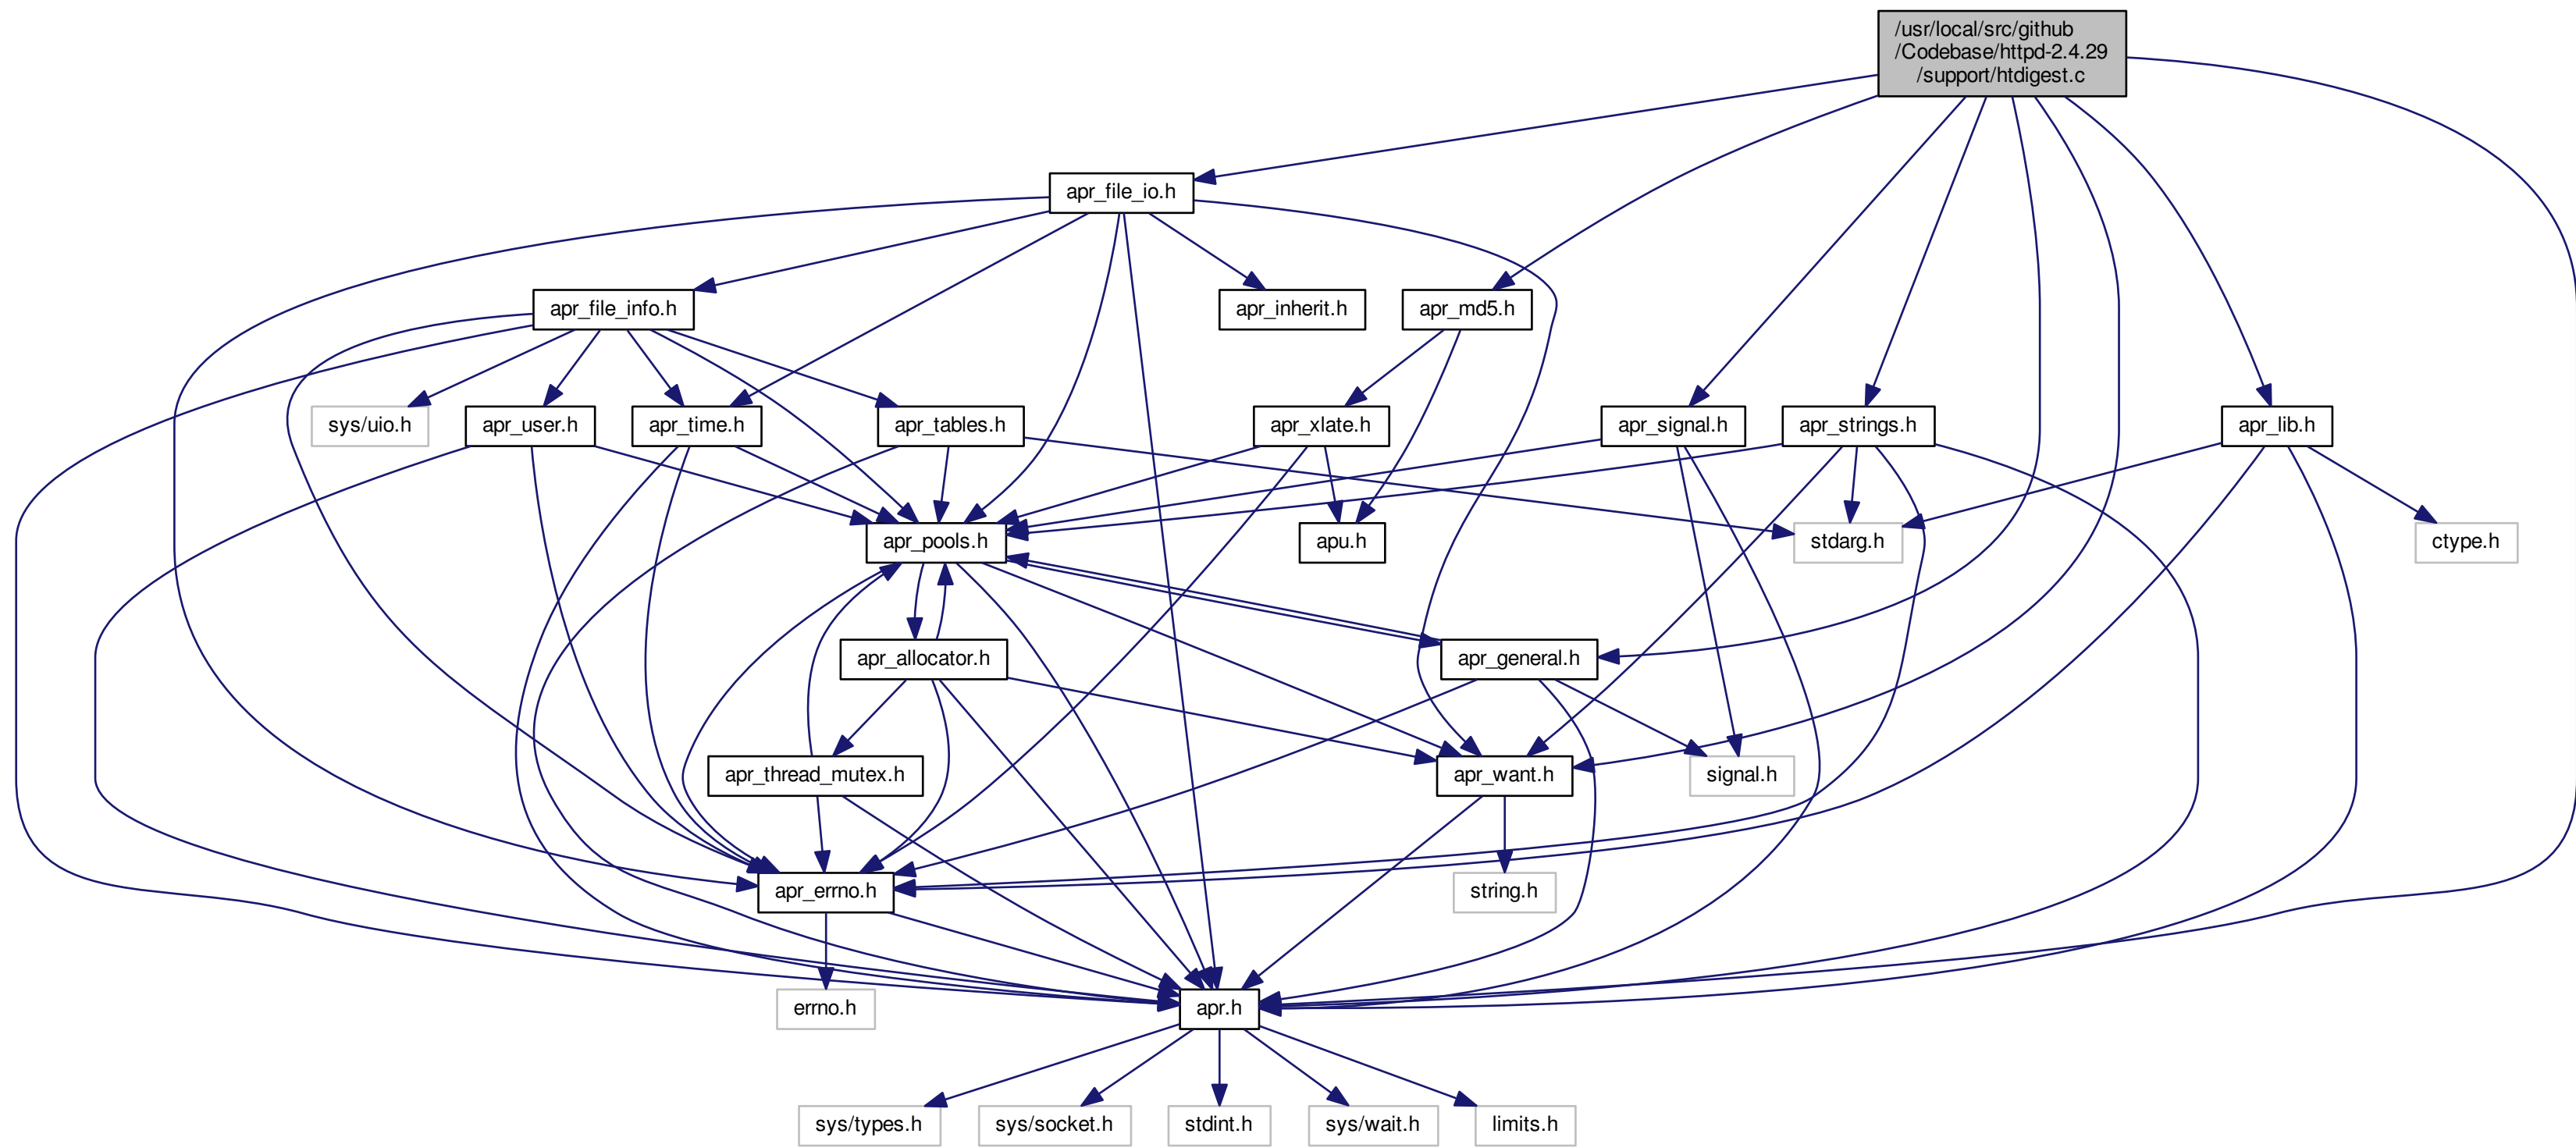 /usr/local/src/github
/Codebase/httpd-2.4.29
/support/htdigest.c
apr_file_io.h
apr_file_info.h
apr_inherit.h
apr_md5.h
sys/uio.h
apr_user.h
apr_time.h
apr_tables.h
apr_xlate.h
apr_signal.h
apr_strings.h
apr_lib.h
apr_pools.h
apu.h
stdarg.h
ctype.h
apr_allocator.h
apr_general.h
apr_thread_mutex.h
apr_want.h
signal.h
apr_errno.h
string.h
errno.h
apr.h
sys/types.h
sys/socket.h
stdint.h
sys/wait.h
limits.h